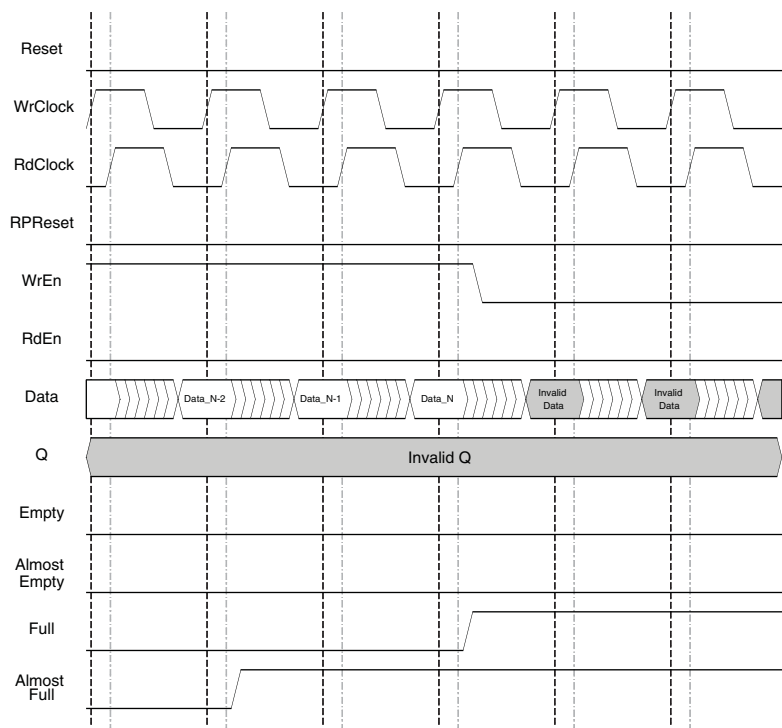 Reset
WrClock
RdClock
RPReset
WrEn
RdEn
Data
Data_N-2
Data_N-1
Data_N
Invalid
Data
Invalid
Data
Q
Invalid Q
Empty
Almost
Empty
Full
Almost
Full